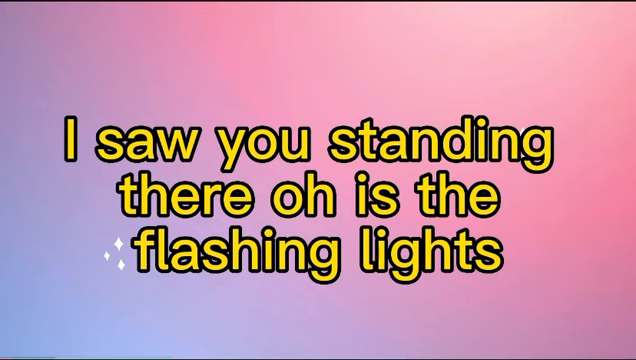 I saw you standing
there oh is the
flashing lights